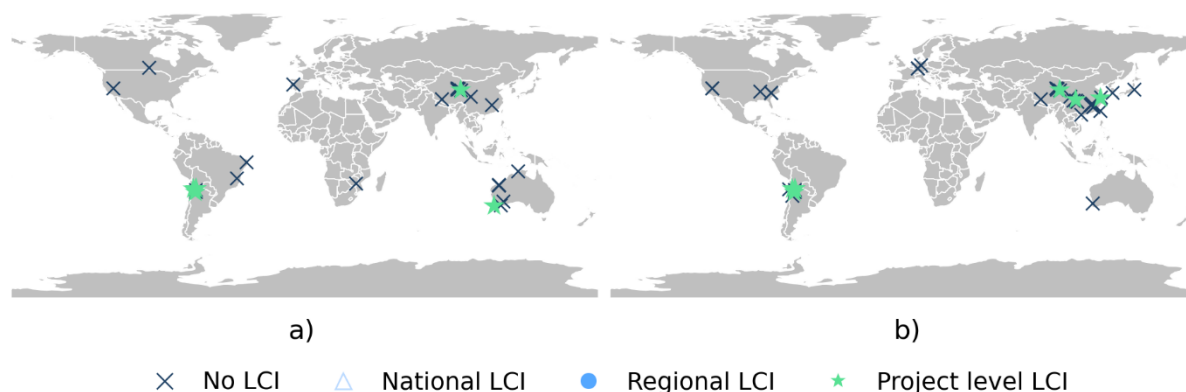 a)
b)
No LCI
National LCI
Regional LCI
Project level LCI